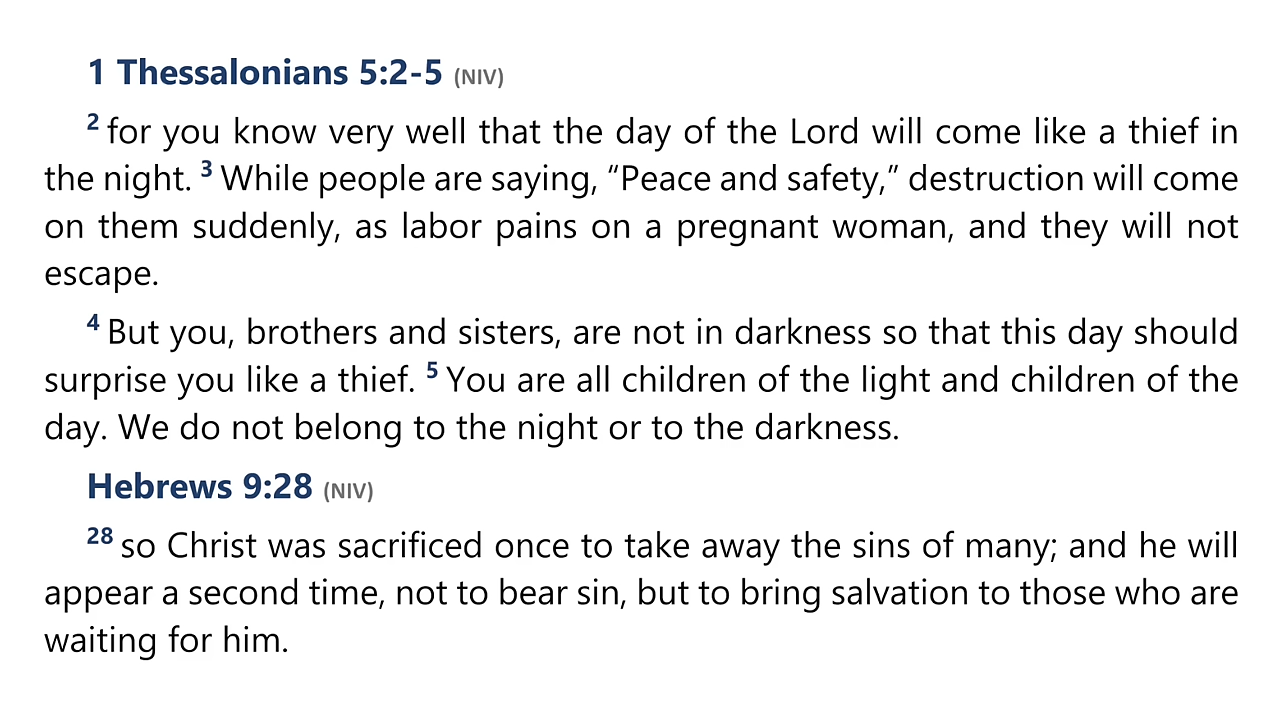 1 Thessalonians 5:2-5 (NIV)
2 for you know very well that the day of the Lord will come like a thief in
the night. 3 While people are saying, “Peace and safety,” destruction will come
on them suddenly, as labor pains on a pregnant woman, and they will not
escape.
4 But you, brothers and sisters, are not in darkness so that this day should
surprise you like a thief. 5 You are all children of the light and children of the
day. We do not belong to the night or to the darkness.
Hebrews 9:28 (NIV)
28 so Christ was sacrificed once to take away the sins of many; and he will
appear a second time, not to bear sin, but to bring salvation to those who are
waiting for him.